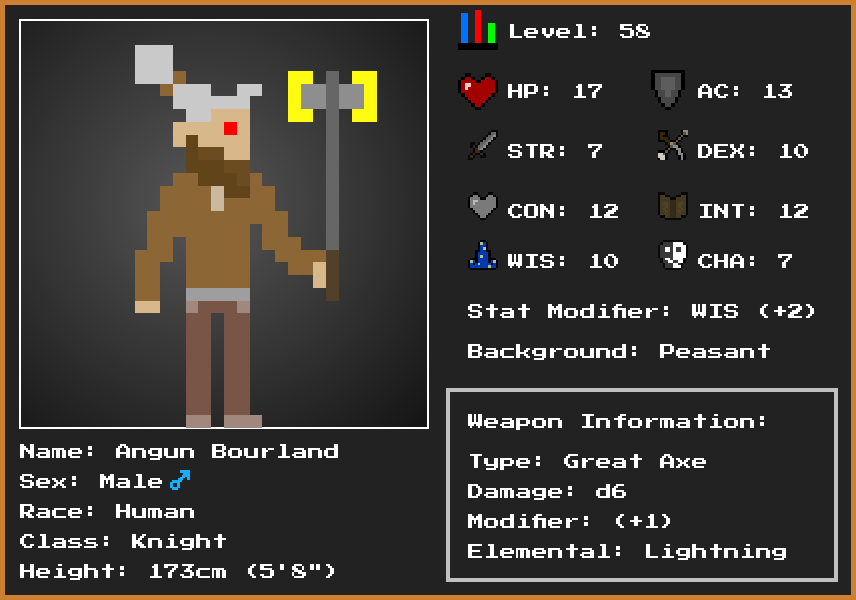 Level: 58
HP: 17 AC: 13
STR: 7 DEX: 10
CON: 12 INT: 12
WIS: 10 CHA: 7
Stat Modifier: WIS (+2)
Background: Peasant
Weapon Information:
Type: Great Axe
Damage: d6
Modifier: (+1)
Elemental: Lightning
Name: Angun Bourland
Sex: Male ♂
Race: Human
Class: Knight
Height: 173cm (5'8")